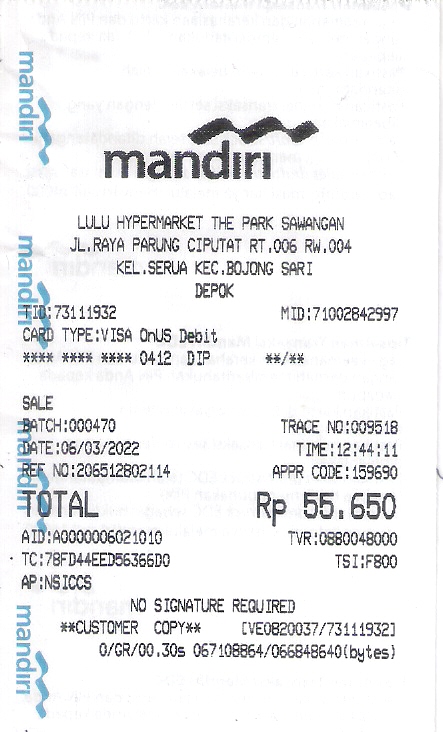 mandiri
LULU HYPERMARKET THE PARK SAWANGAN
JL.RAYA PARUNG CIPUTAT RT.006 RW.004
KEL.SERUA KEC.BOJONG SARI
DEPOK
TID:73111932 MID:71002842997
CARD TYPE:VISA OnUS Debit
**** **** **** 0412 DIP **/**
SALE
BATCH:000470 TRACE NO:009518
DATE:06/03/2022 TIME:12:44:11
REF NO:206512802114 APPR CODE:159690
TOTAL Rp 55.650
AID:A0000006021010 TVR:0880048000
TC:78FD44EED56366D0 TSI:F800
AP:NSICCS
NO SIGNATURE REQUIRED
**CUSTOMER COPY** [VE0820037/73111932]
0/GR/00.30s 067108864/066848640(bytes)
mandiri
mandiri
mandiri
mandiri